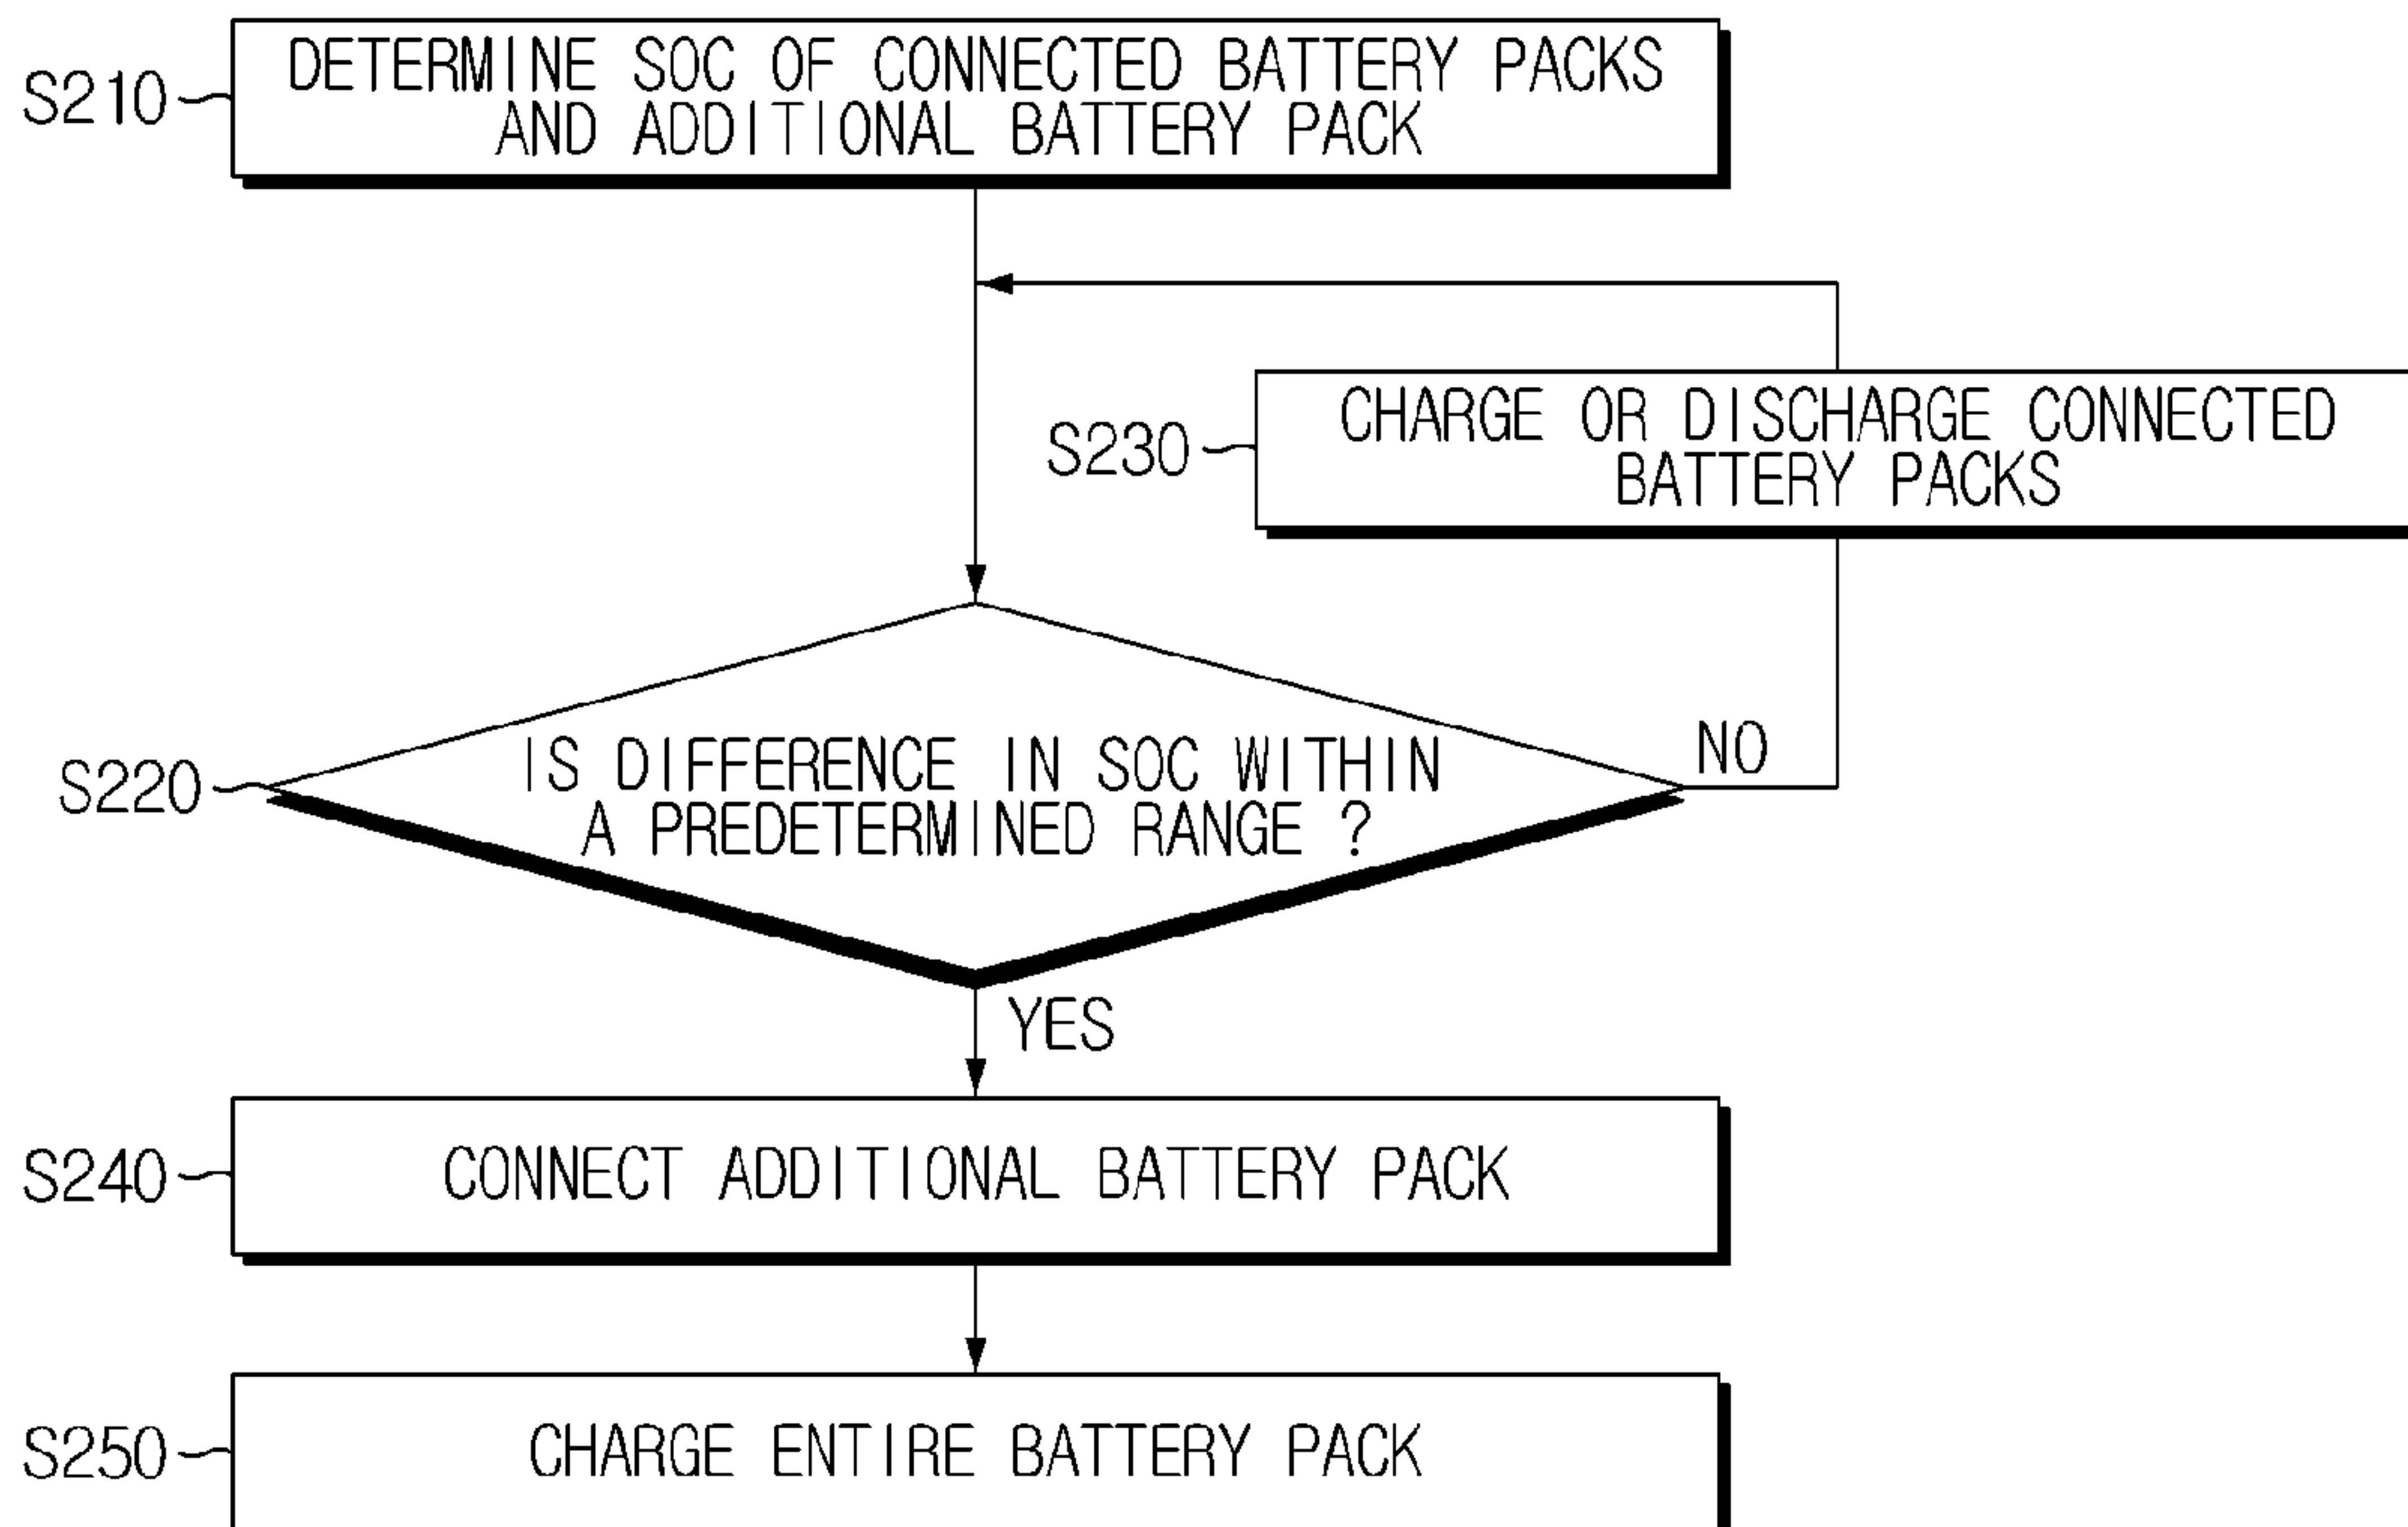 S210
DETERMINE SOC OF CONNECTED BATTERY PACKS
AND ADDITIONAL BATTERY PACK
S230
CHARGE OR DISCHARGE CONNECTED
BATTERY PACKS
S220
IS DIFFERENCE IN SOC WITHIN
A PREDETERMINED RANGE ?
NO
YES
S240
CONNECT ADDITIONAL BATTERY PACK
S250
CHARGE ENTIRE BATTERY PACK